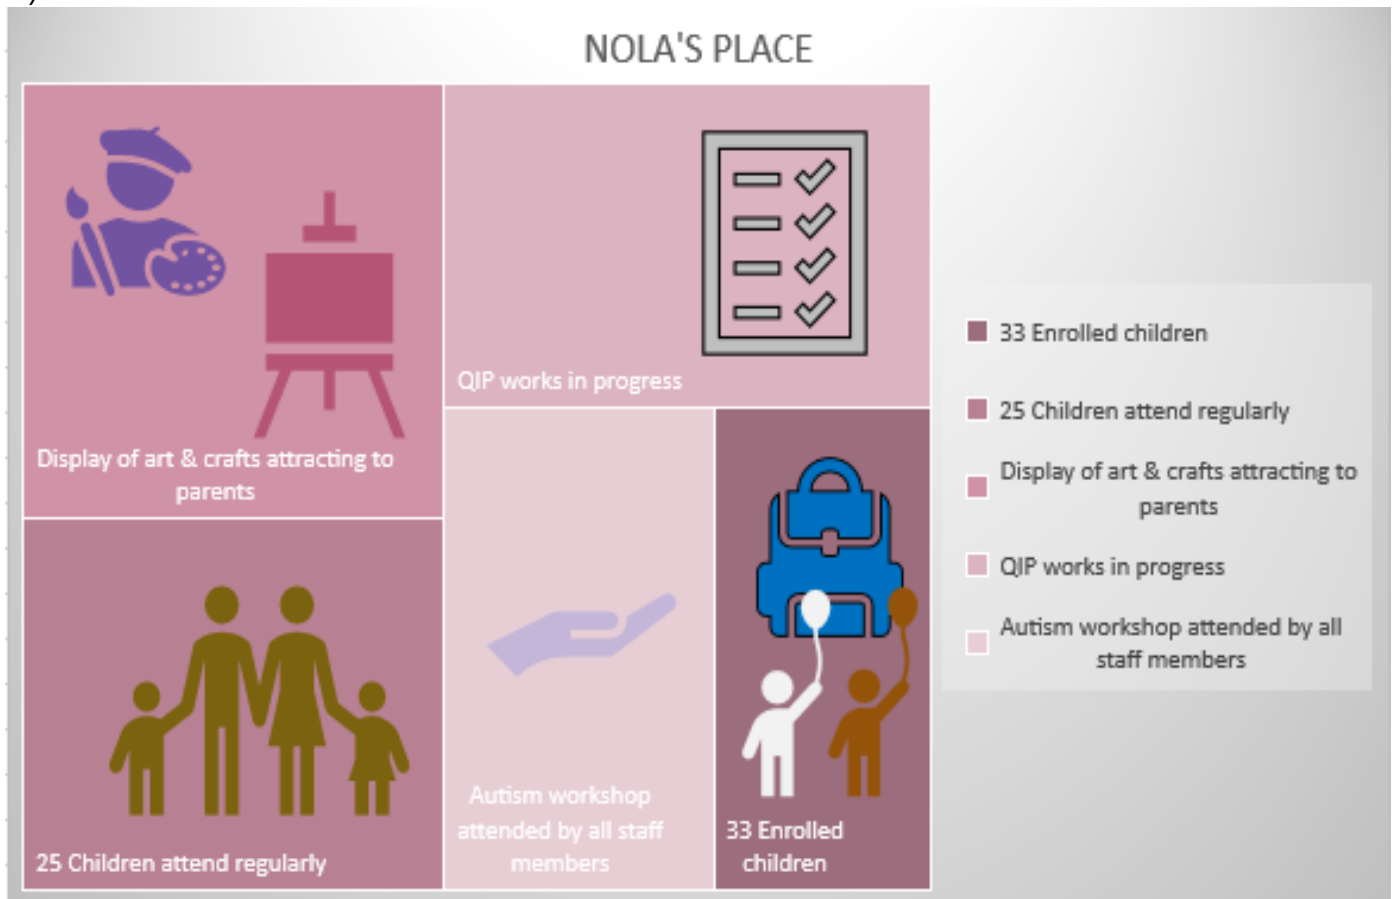 NOLA'S PLACE
Display of art & crafts attracting to
parents
QIP works in progress
25 Children attend regularly
Autism workshop
attended by all staff
members
33 Enrolled
children
33 Enrolled children
25 Children attend regularly
Display of art & crafts attracting to
parents
QIP works in progress
Autism workshop attended by all
staff members